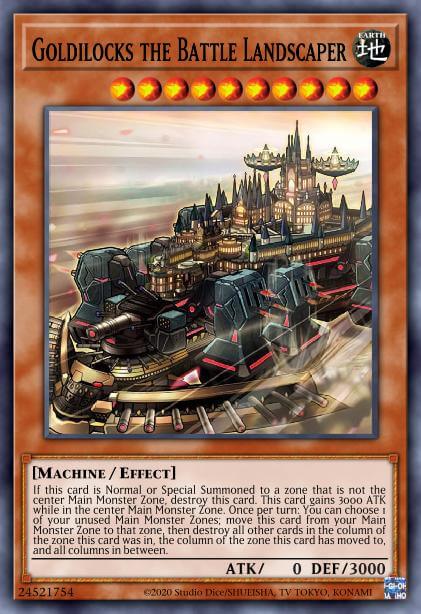 GOLDILOCKS THE BATTLE LANDSCAPER
EARTH
地
[MACHINE / EFFECT]
If this card is Normal or Special Summoned to a zone that is not the
center Main Monster Zone, destroy this card. This card gains 3000 ATK
while in the center Main Monster Zone. Once per turn: You can choose 1
of your unused Main Monster Zones; move this card from your Main
Monster Zone to that zone, then destroy all other cards in the column of
the zone this card was in, the column of the zone this card has moved to,
and all columns in between.
ATK/ 0 DEF/3000
24521754
©2020 Studio Dice/SHUEISHA, TV TOKYO, KONAMI